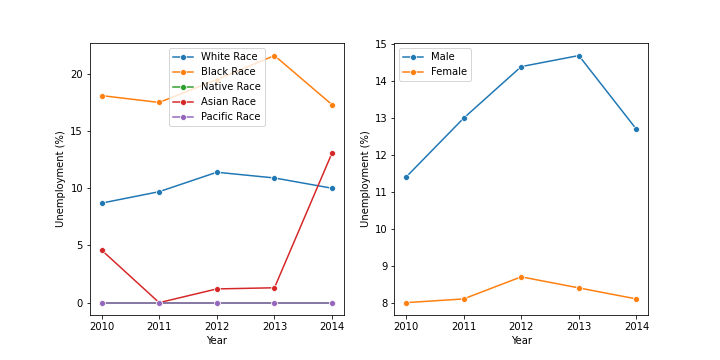 White Race
Black Race
Native Race
Asian Race
Pacific Race
20
15
10
5
0
Unemployment (%)
2010 2011 2012 2013 2014
Year
Male
Female
15
14
13
12
11
10
9
8
Unemployment (%)
2010 2011 2012 2013 2014
Year